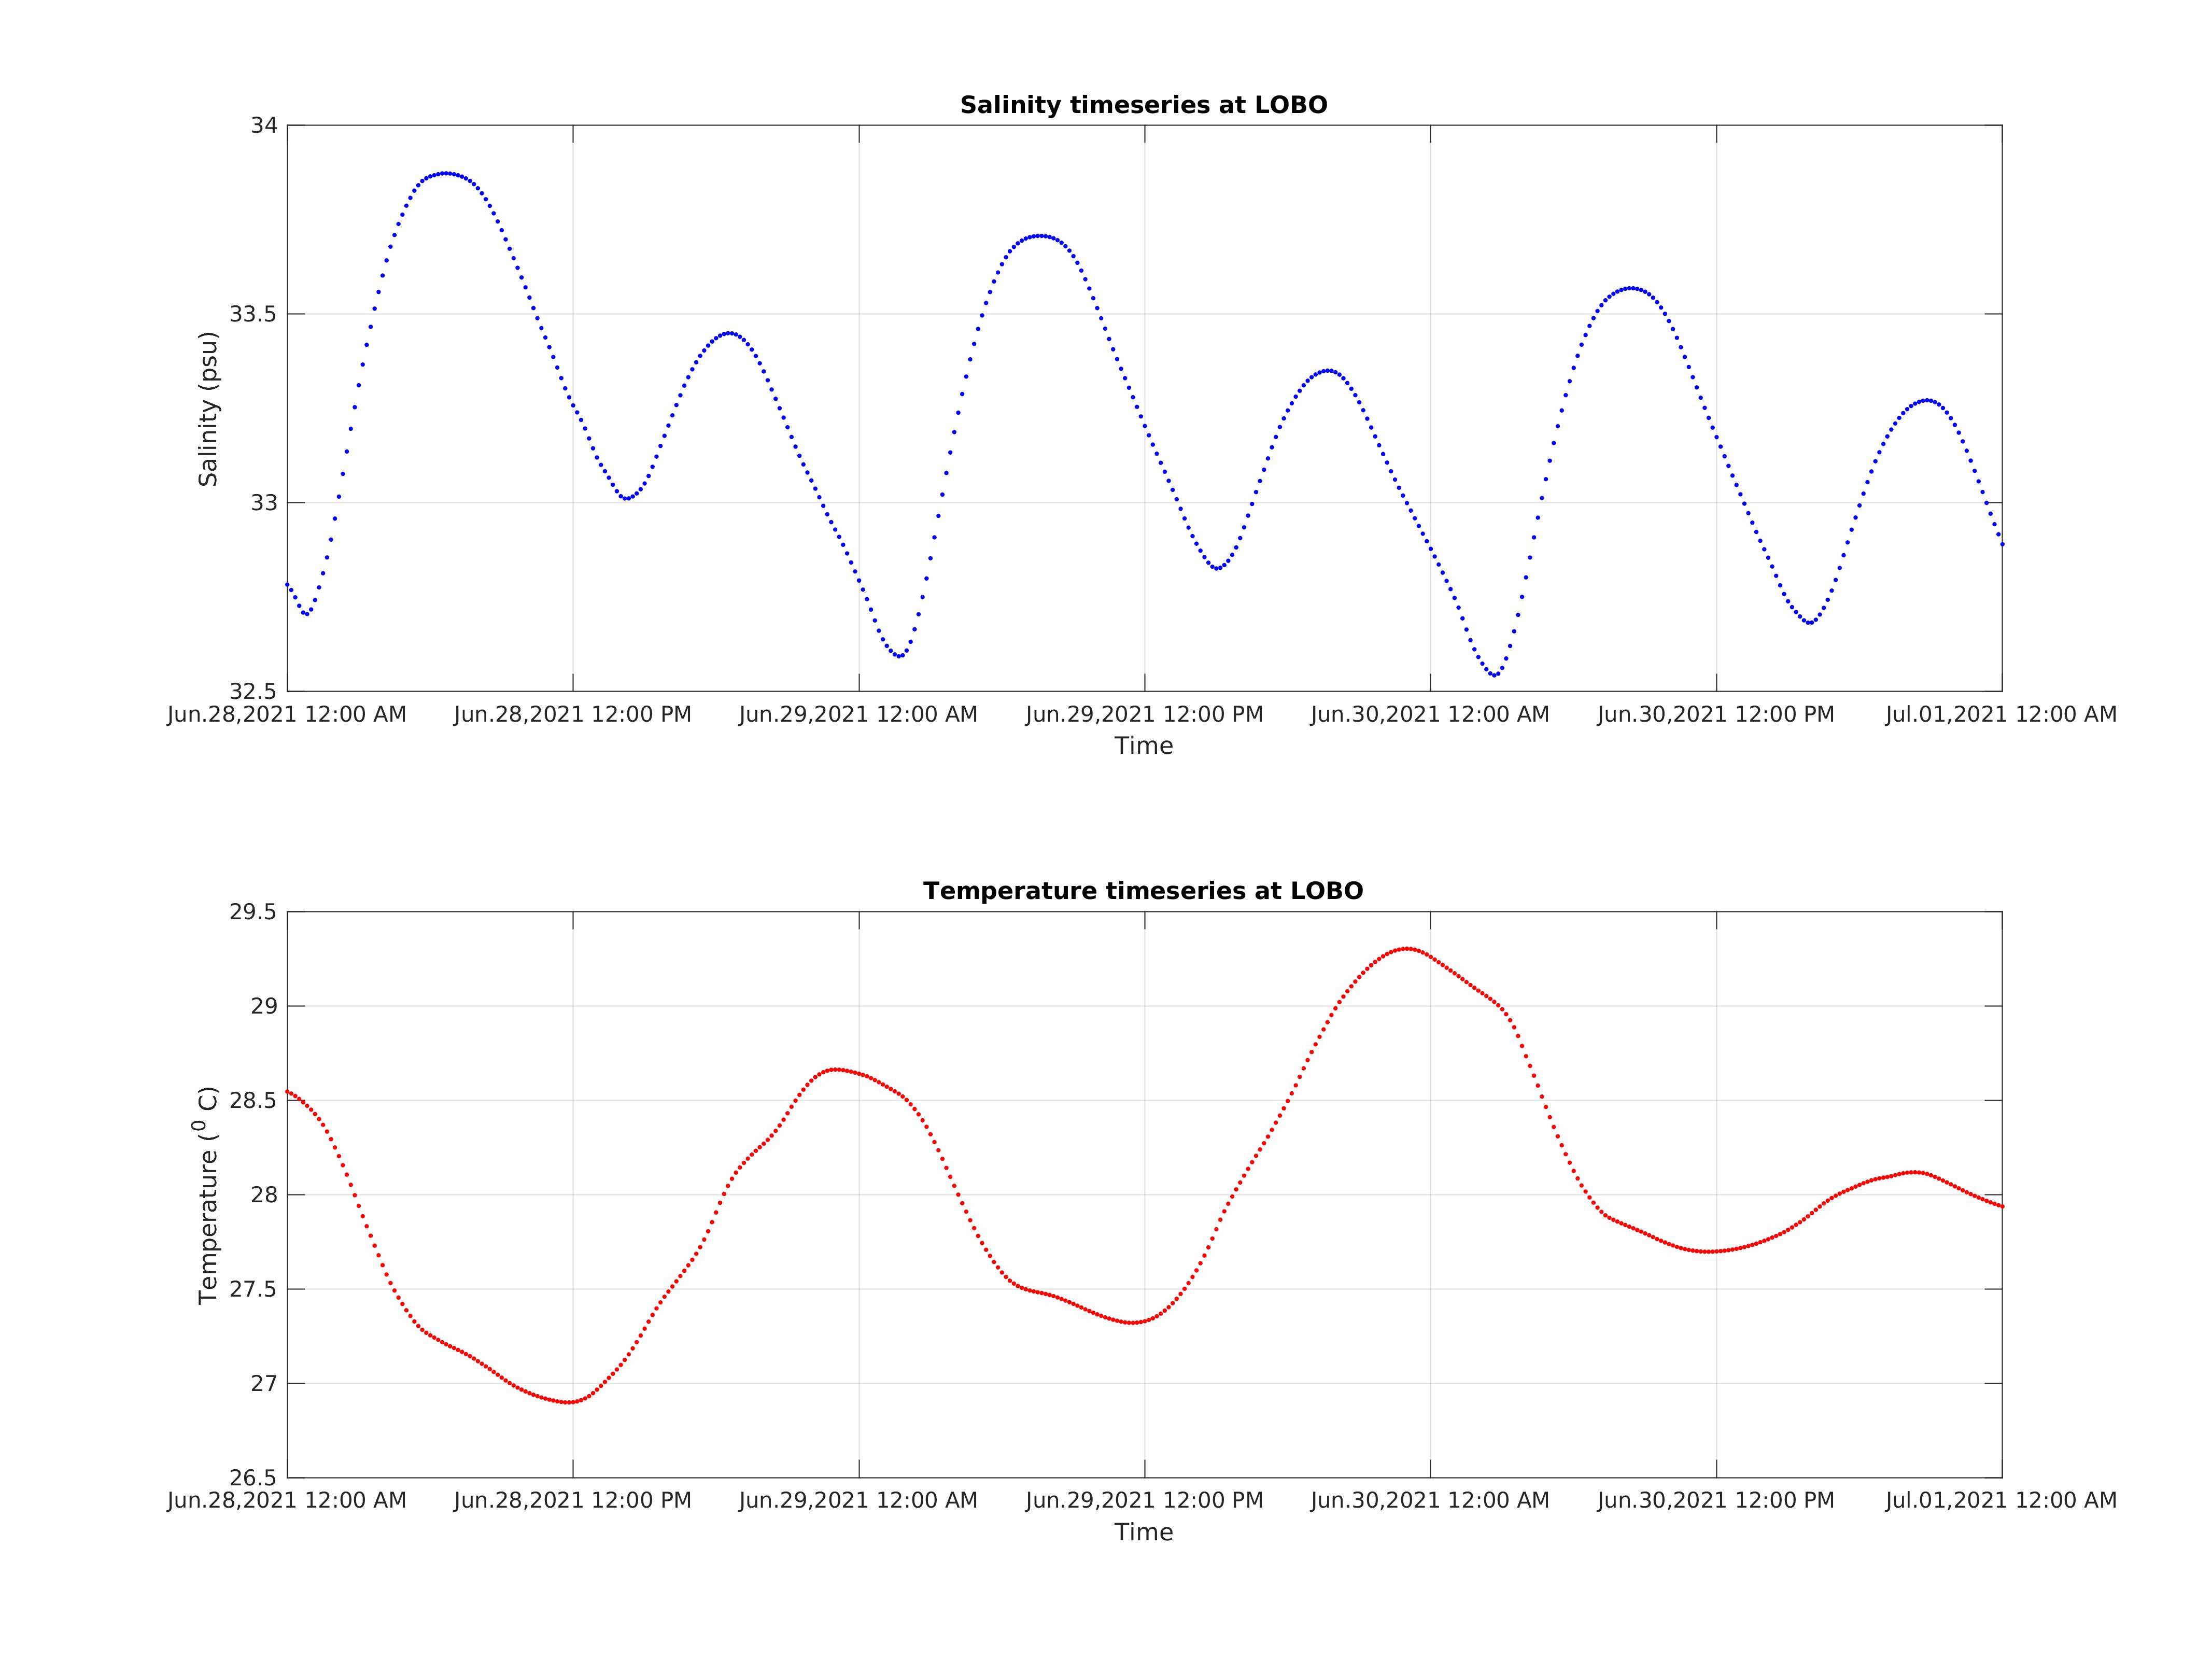 Salinity timeseries at LOBO
34
33.5
33
32.5
Salinity (psu)
Jun.28,2021 12:00 AM Jun.28,2021 12:00 PM Jun.29,2021 12:00 AM Jun.29,2021 12:00 PM Jun.30,2021 12:00 AM Jun.30,2021 12:00 PM Jul.01,2021 12:00 AM
Time
Temperature timeseries at LOBO
29.5
29
28.5
28
27.5
27
26.5
Temperature (⁰ C)
Jun.28,2021 12:00 AM Jun.28,2021 12:00 PM Jun.29,2021 12:00 AM Jun.29,2021 12:00 PM Jun.30,2021 12:00 AM Jun.30,2021 12:00 PM Jul.01,2021 12:00 AM
Time